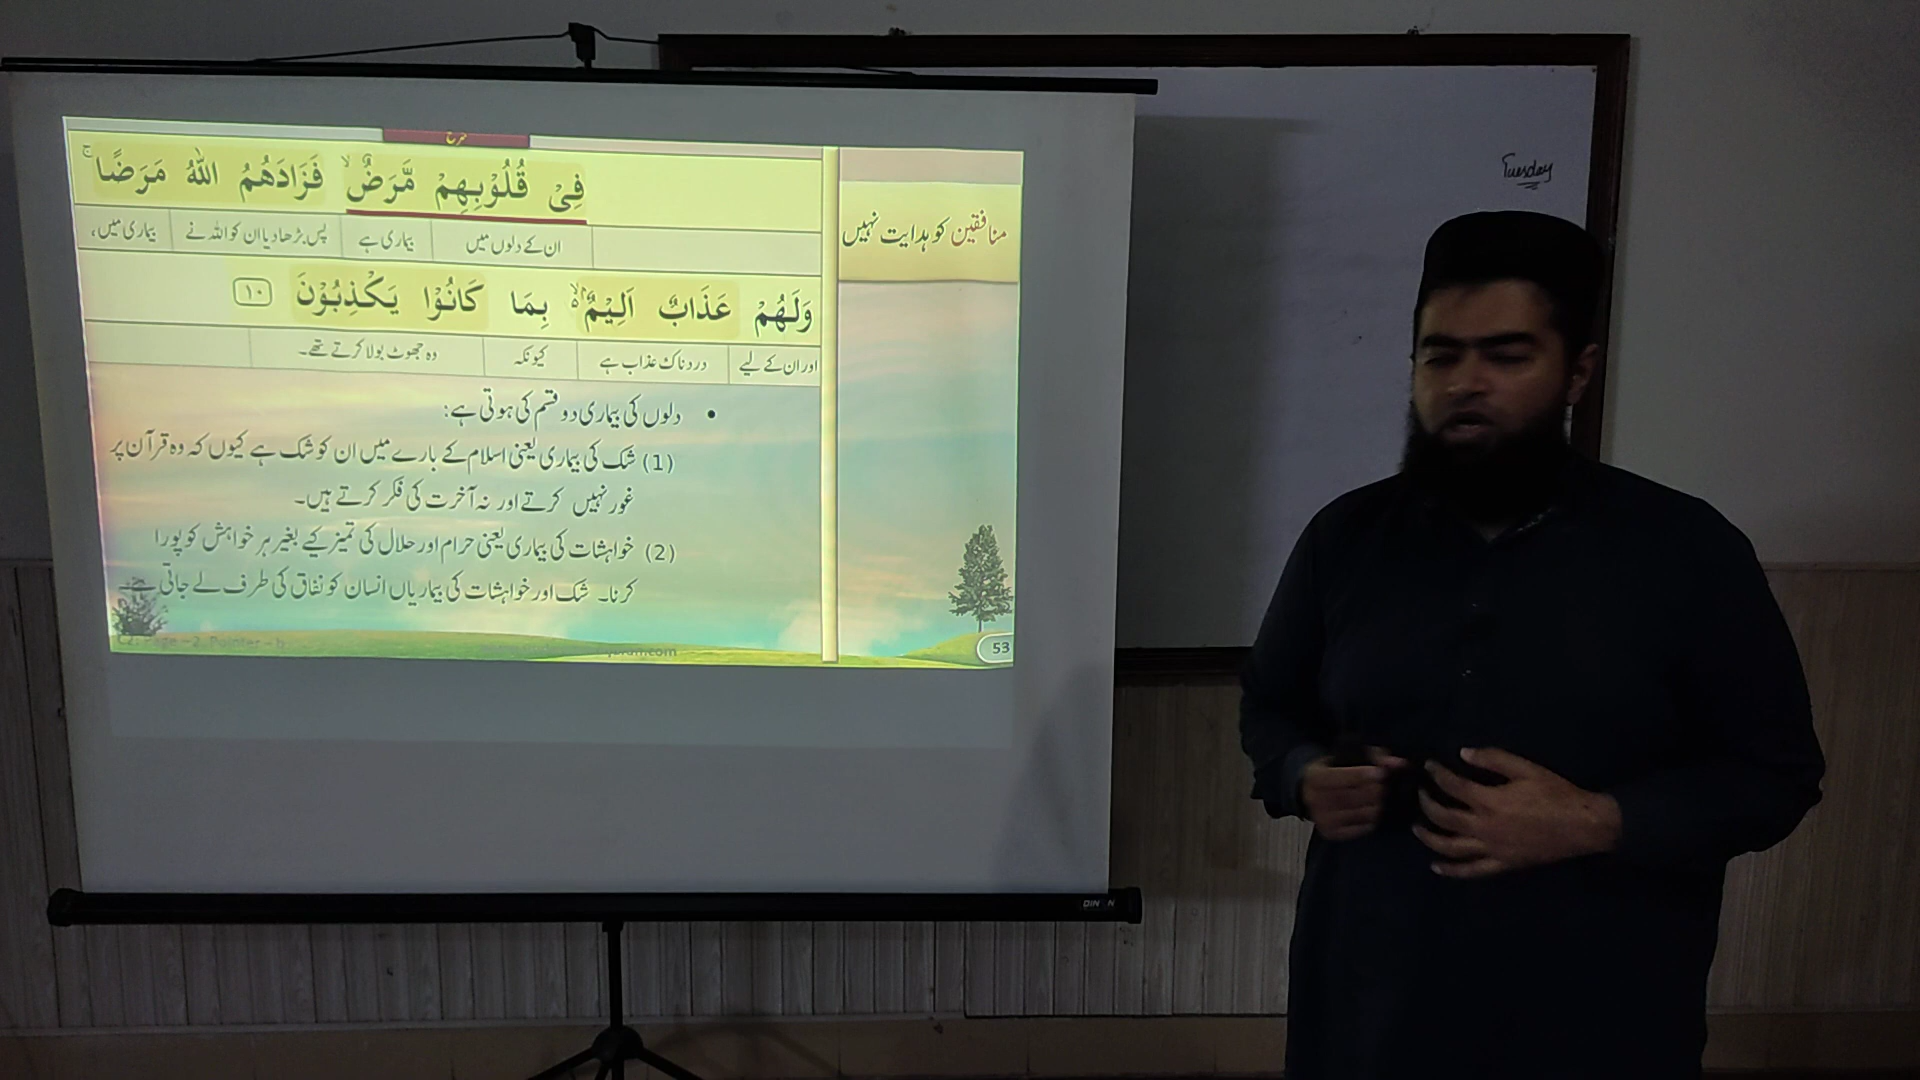 فِیْ قُلُوْبِهِمْ مَّرَضٌ ۙ فَزَادَهُمُ اللّٰهُ مَرَضًا ۚ
ان کے دلوں میں بیماری ہے پس بڑھا دیا ان کو اللہ نے بیماری میں،
وَلَهُمْ عَذَابٌ اَلِیْمٌۢ ۙ۬ بِمَا كَانُوْا یَكْذِبُوْنَ ۱۰
اور ان کے لیے دردناک عذاب ہے کیونکہ وہ جھوٹ بولا کرتے تھے۔
• دلوں کی بیماری دو قسم کی ہوتی ہے:
(1) شک کی بیماری یعنی اسلام کے بارے میں ان کو شک ہے کیوں کہ وہ قرآن پر
غور نہیں کرتے اور نہ آخرت کی فکر کرتے ہیں۔
(2) خواہشات کی بیماری یعنی حرام اور حلال کی تمیز کیے بغیر ہر خواہش کو پورا
کرنا۔ شک اور خواہشات کی بیماریاں انسان کو نفاق کی طرف لے جاتی
منافقین کو ہدایت نہیں
53
Tuesday